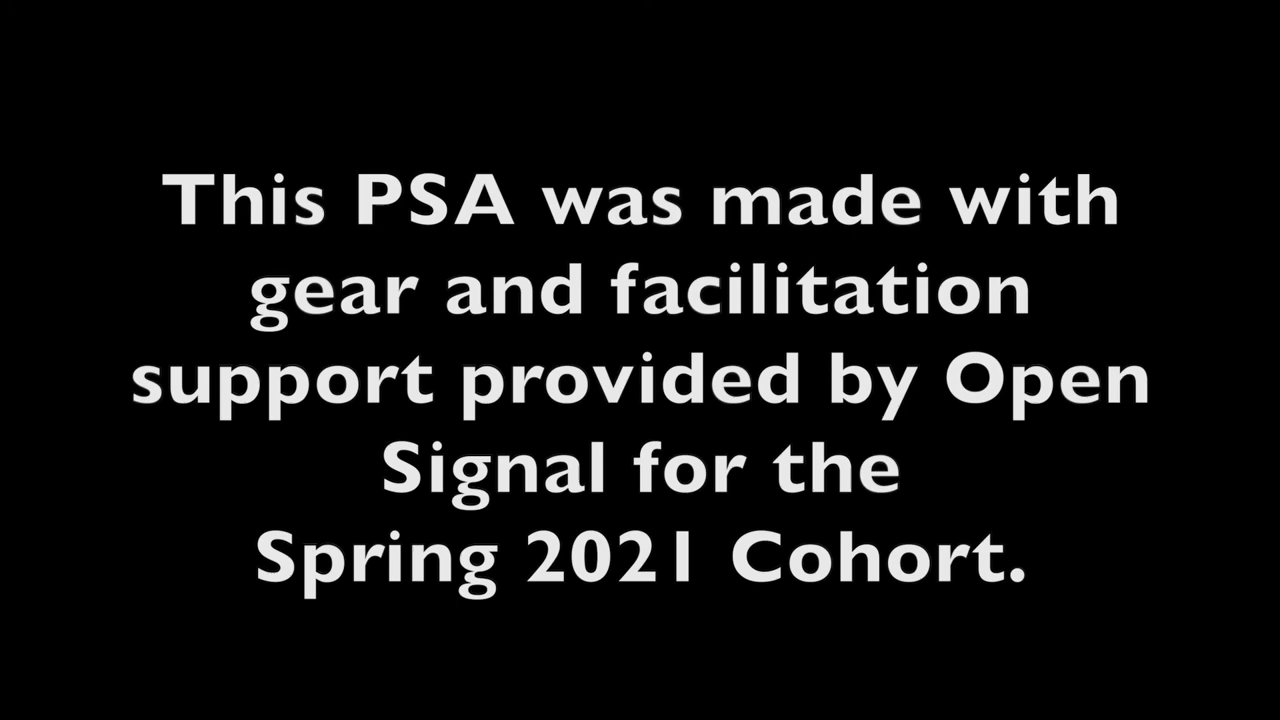 This PSA was made with
gear and facilitation
support provided by Open
Signal for the
Spring 2021 Cohort.